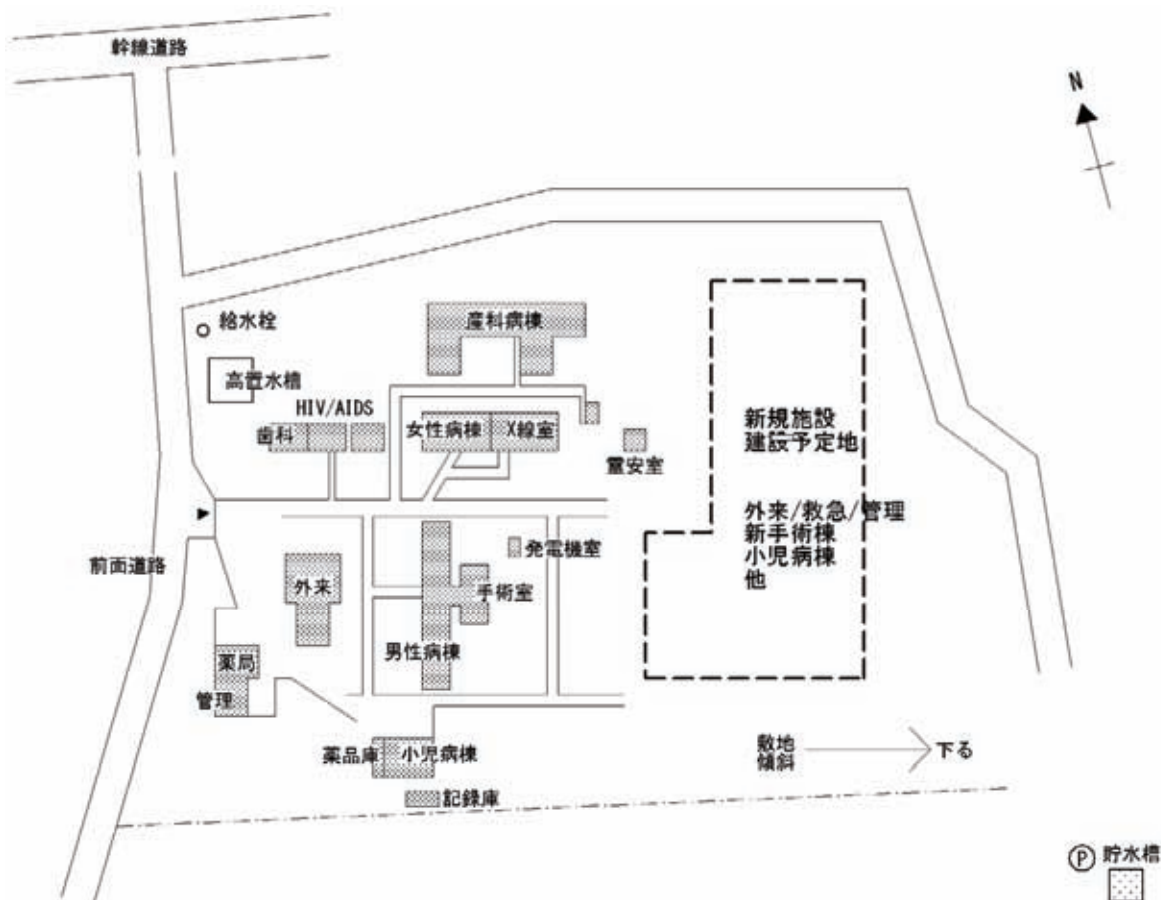 幹線道路
N
給水栓
産科病棟
高置水槽
HIV/AIDS
歯科
女性病棟
X線室
霊安室
新規施設
建設予定地
外来/救急/管理
新手術棟
小児病棟
他
前面道路
発電機室
外来
手術室
男性病棟
薬局
管理
薬品庫
小児病棟
敷地
傾斜
下る
記録庫
P
貯水槽